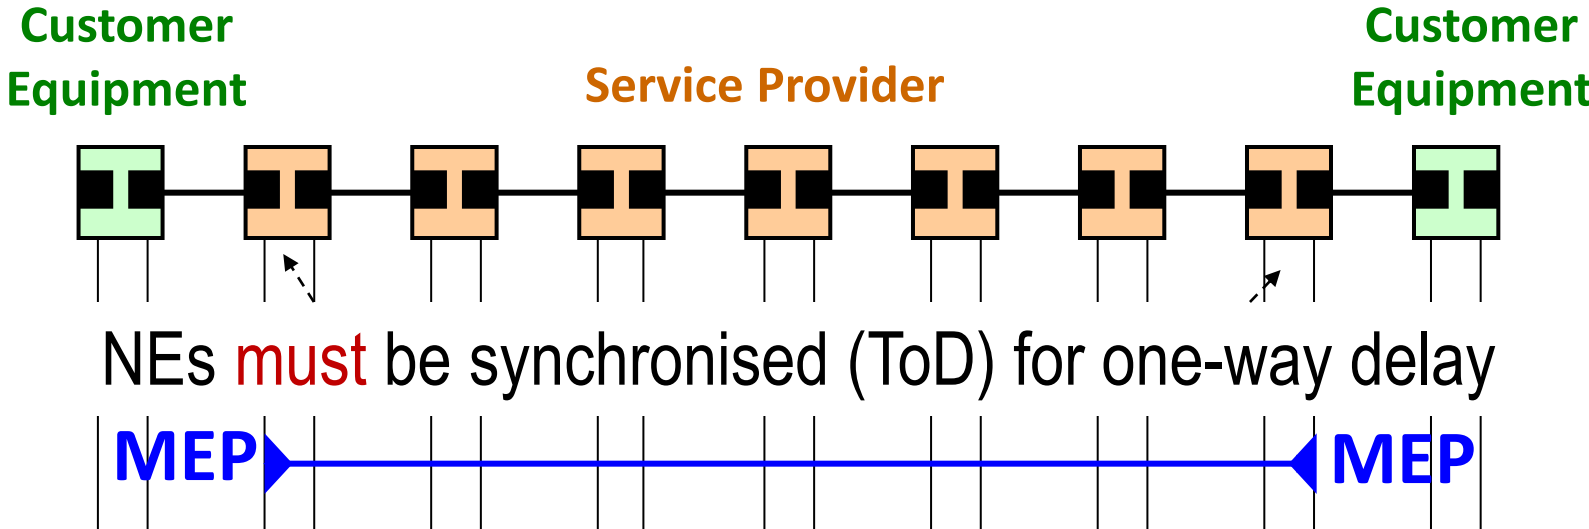 Customer
Equipment
Service Provider
Customer
Equipment
NEs must be synchronised (ToD) for one-way delay
MEP
MEP